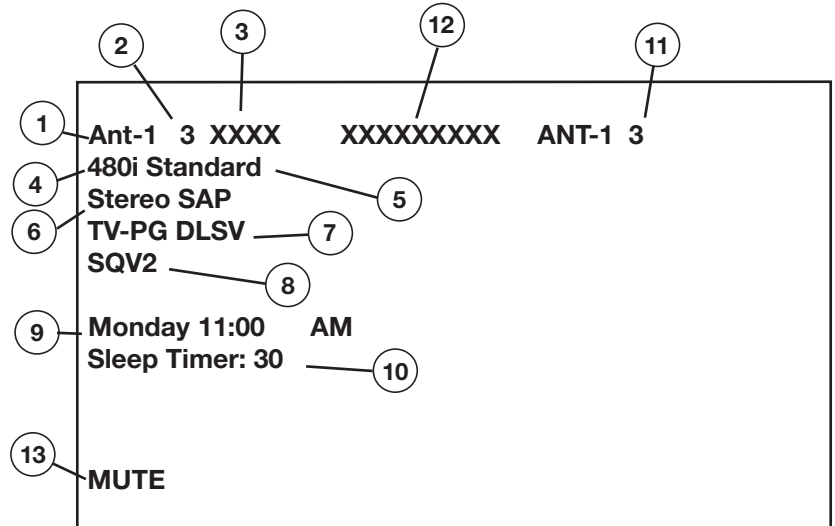 2 3 12 11
1 Ant-1 3 XXXX XXXXXXXXX ANT-1 3
4 480i Standard 5
6 Stereo SAP
TV-PG DLSV 7
SQV2 8
9 Monday 11:00 AM
Sleep Timer: 30 10
13 MUTE